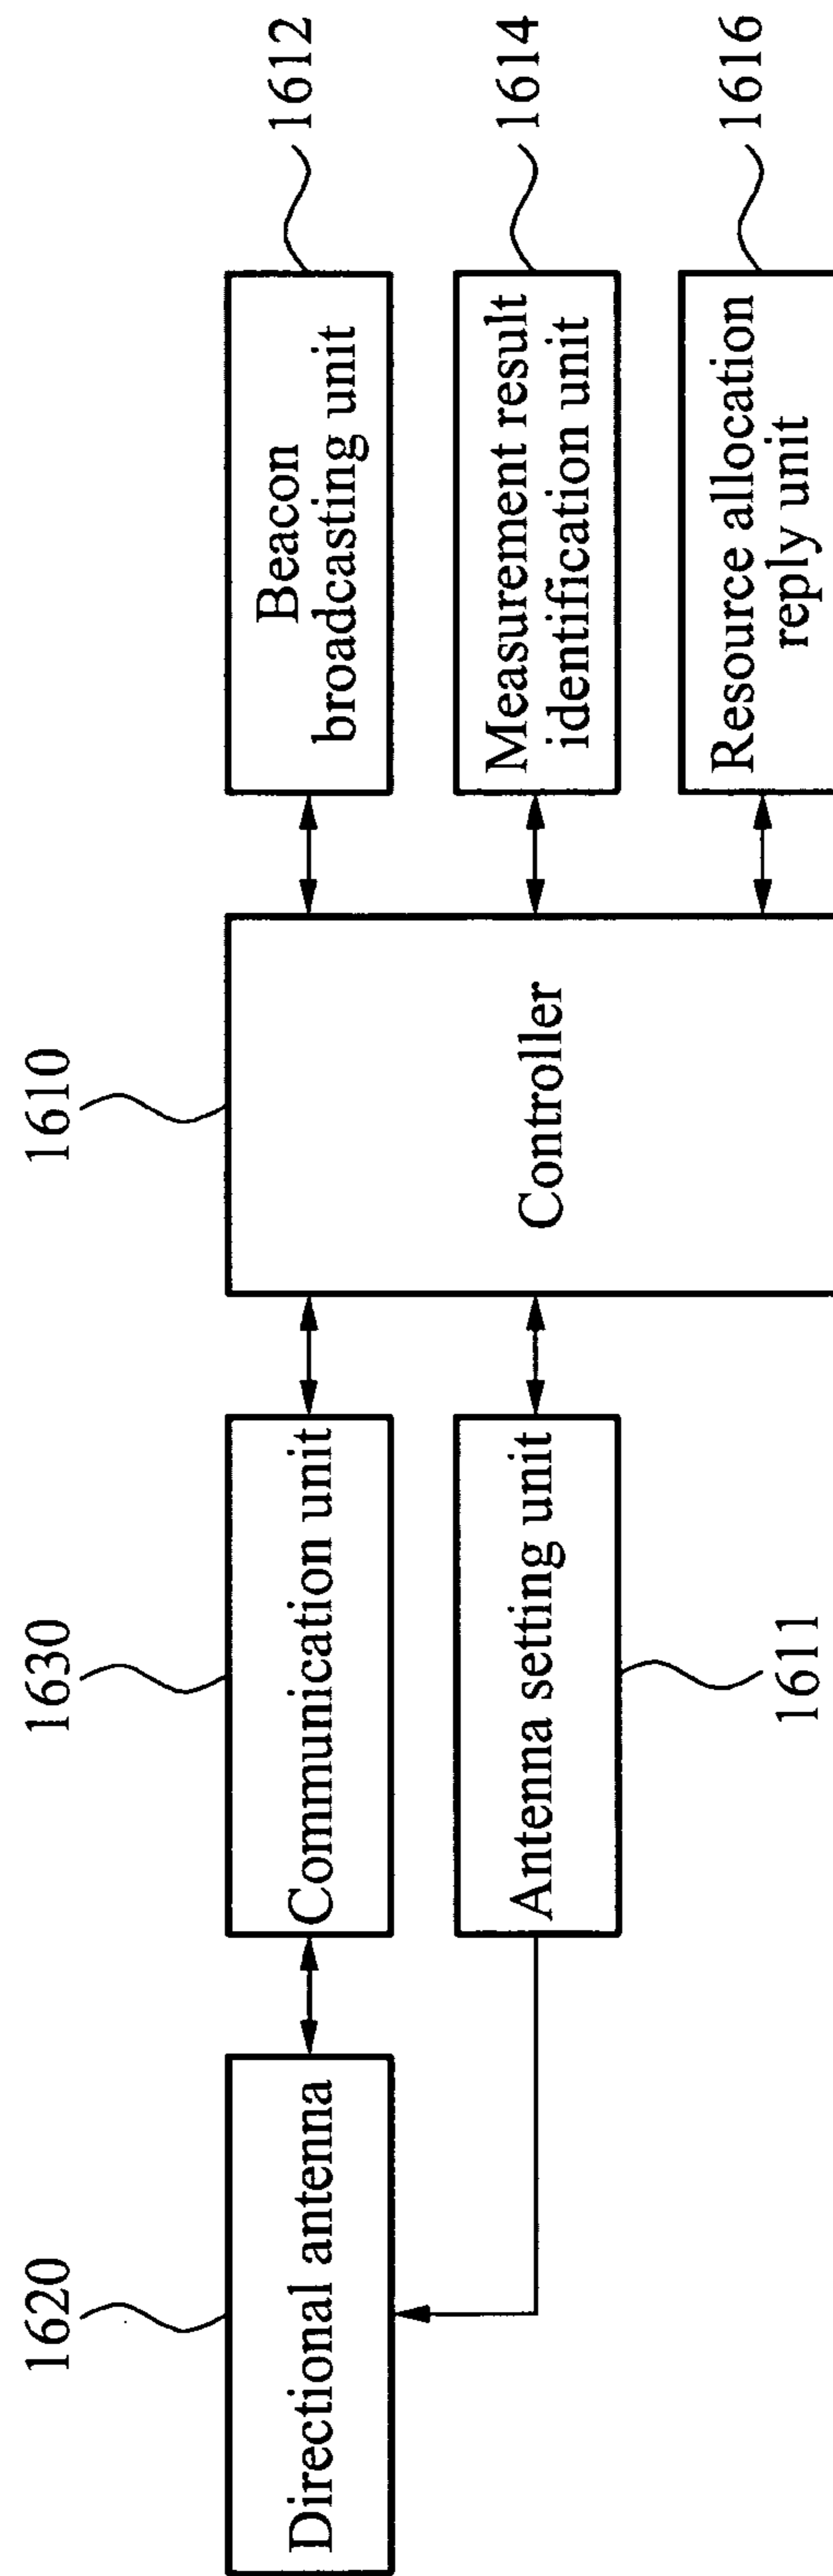 1620
Directional antenna
1630
Communication unit
Antenna setting unit
1611
1610
Controller
Beacon
broadcasting unit
1612
Measurement result
identification unit
1614
Resource allocation
reply unit
1616